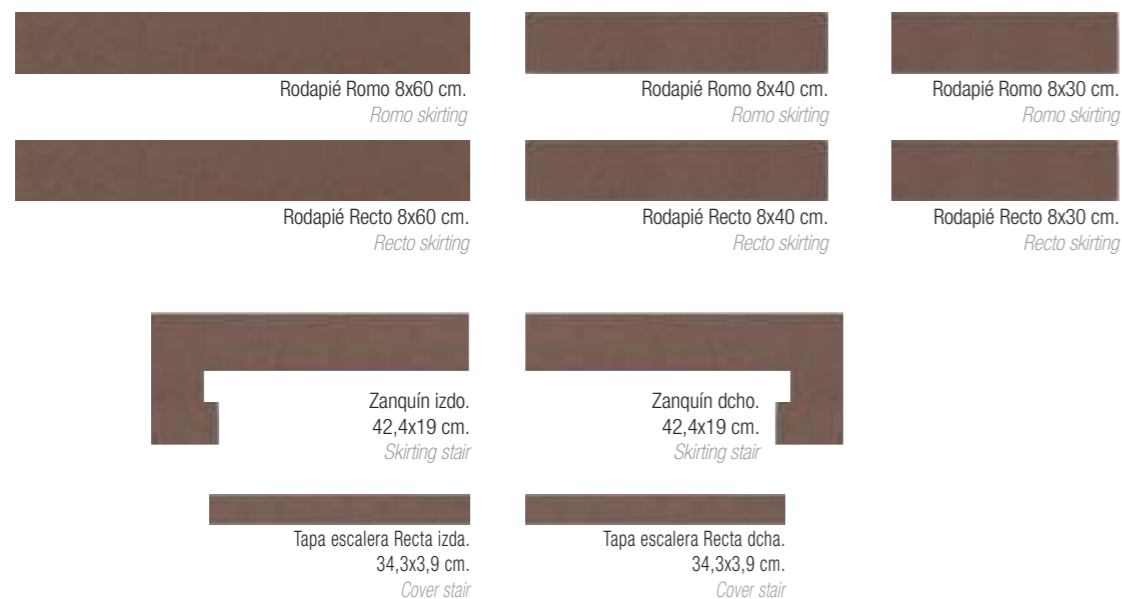 Rodapié Romo 8x60 cm.
Romo skirting
Rodapié Romo 8x40 cm.
Romo skirting
Rodapié Romo 8x30 cm.
Romo skirting
Rodapié Recto 8x60 cm.
Recto skirting
Rodapié Recto 8x40 cm.
Recto skirting
Rodapié Recto 8x30 cm.
Recto skirting
Zanquín izdo.
42,4x19 cm.
Skirting stair
Zanquín dcho.
42,4x19 cm.
Skirting stair
Tapa escalera Recta izda.
34,3x3,9 cm.
Cover stair
Tapa escalera Recta dcha.
34,3x3,9 cm.
Cover stair